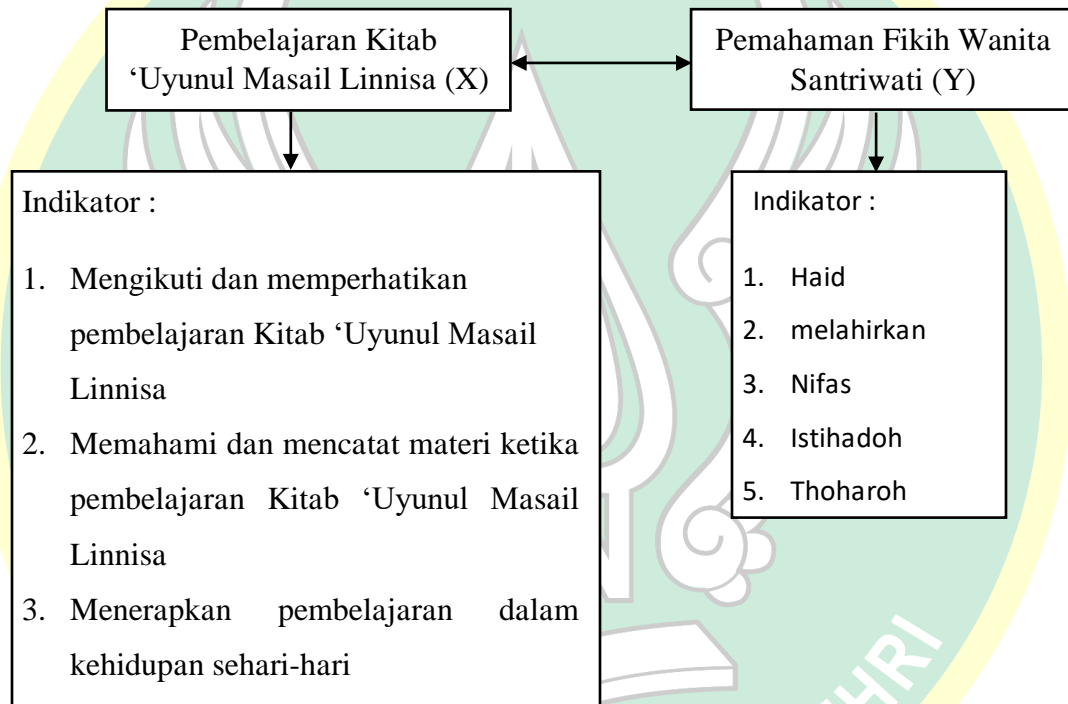 Pembelajaran Kitab
‘Uyunul Masail Linnisa (X)
Pemahaman Fikih Wanita
Santriwati (Y)
Indikator :
1. Mengikuti dan memperhatikan
pembelajaran Kitab ‘Uyunul Masail
Linnisa
2. Memahami dan mencatat materi ketika
pembelajaran Kitab ‘Uyunul Masail
Linnisa
3. Menerapkan pembelajaran dalam
kehidupan sehari-hari
Indikator :
1. Haid
2. melahirkan
3. Nifas
4. Istihadoh
5. Thoharoh